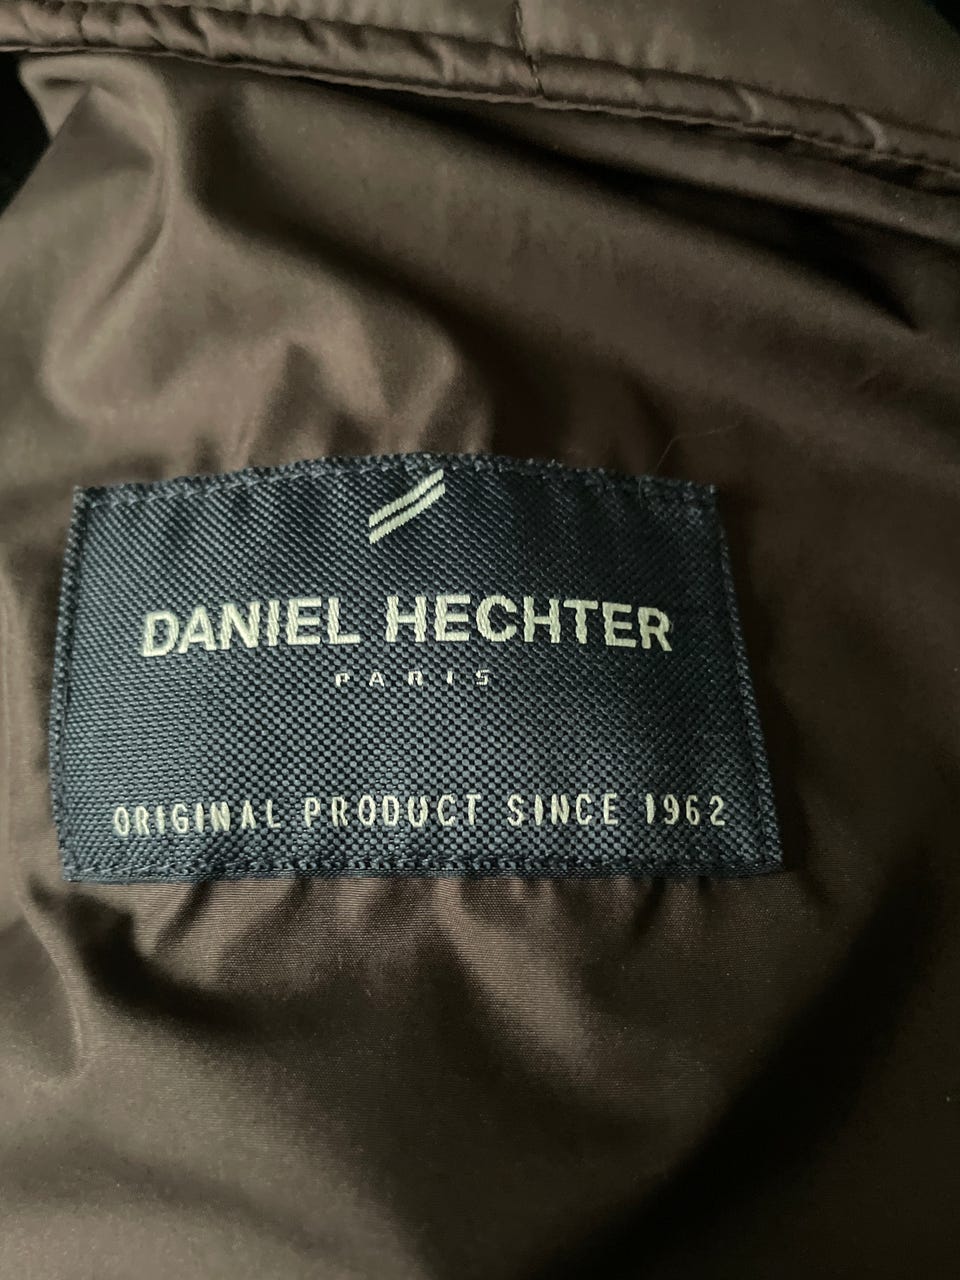 DANIEL HECHTER
PARIS
ORIGINAL PRODUCT SINCE 1962